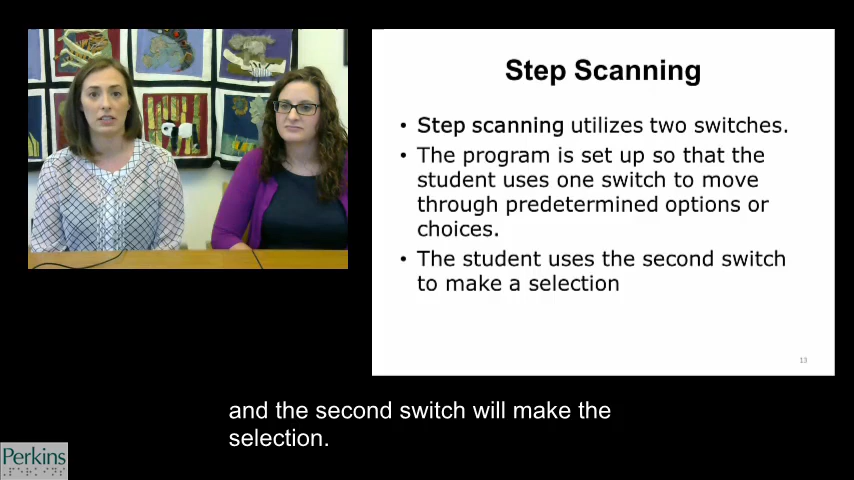 Step Scanning
• Step scanning utilizes two switches.
• The program is set up so that the
student uses one switch to move
through predetermined options or
choices.
• The student uses the second switch
to make a selection
13
and the second switch will make the
selection.
Perkins